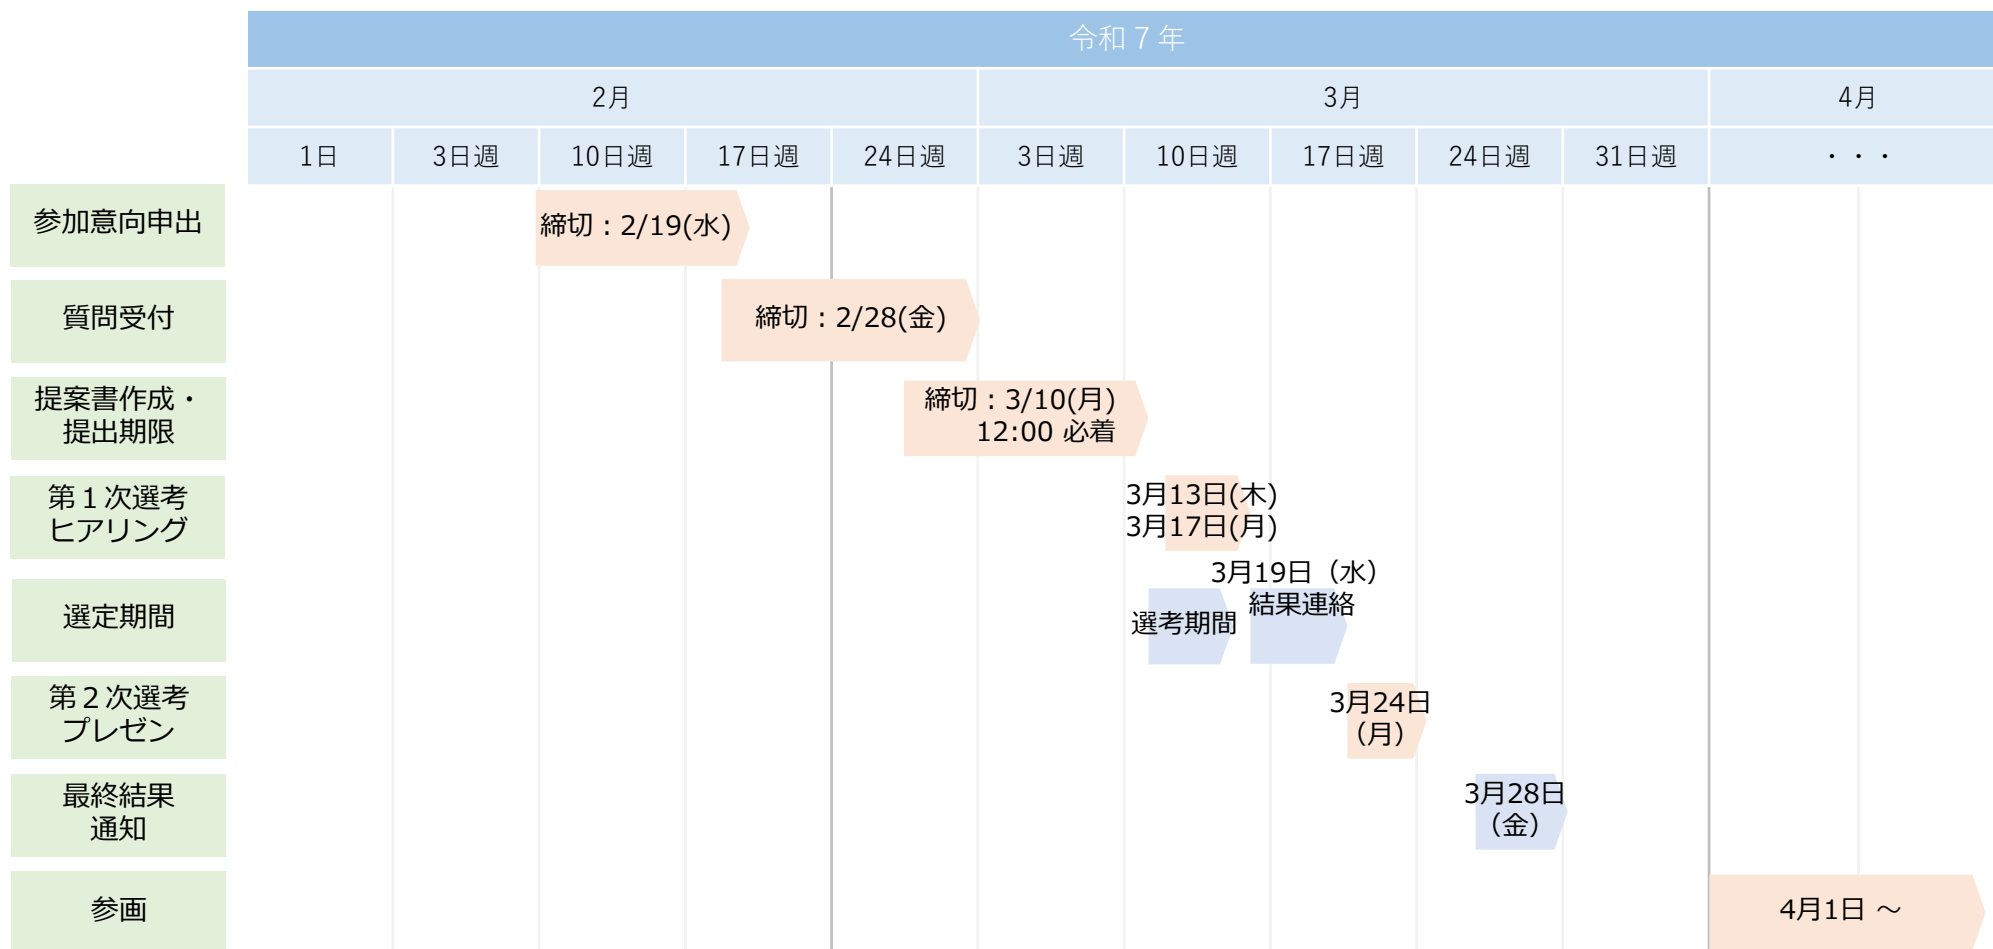 令和７年
2月
3月
4月
1日
3日週
10日週
17日週
24日週
3日週
10日週
17日週
24日週
31日週
・・・
参加意向申出
締切：2/19(水)
質問受付
締切：2/28(金)
提案書作成・
提出期限
締切：3/10(月)
12:00 必着
第１次選考
ヒアリング
3月13日(木)
3月17日(月)
選定期間
選考期間
3月19日（水）
結果連絡
第２次選考
プレゼン
3月24日
（月）
最終結果
通知
3月28日
（金）
参画
4月1日 ～